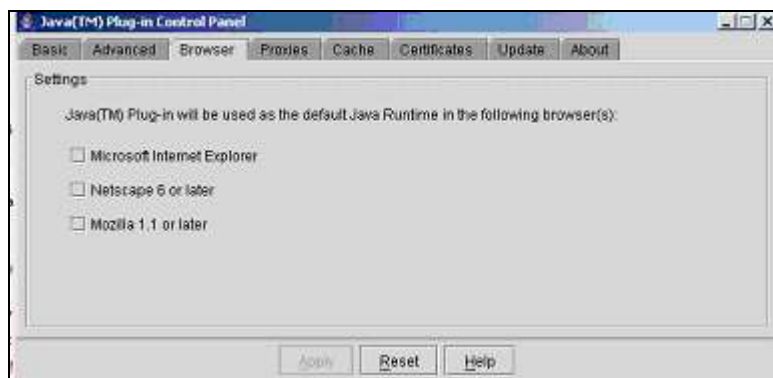 Java(TM) Plug-in Control Panel
Basic Advanced Browser Proxies Cache Certificates Update About
Settings
Java(TM) Plug-in will be used as the default Java Runtime in the following browser(s):
Microsoft Internet Explorer
Netscape 6 or later
Mozilla 1.1 or later
Apply Reset Help